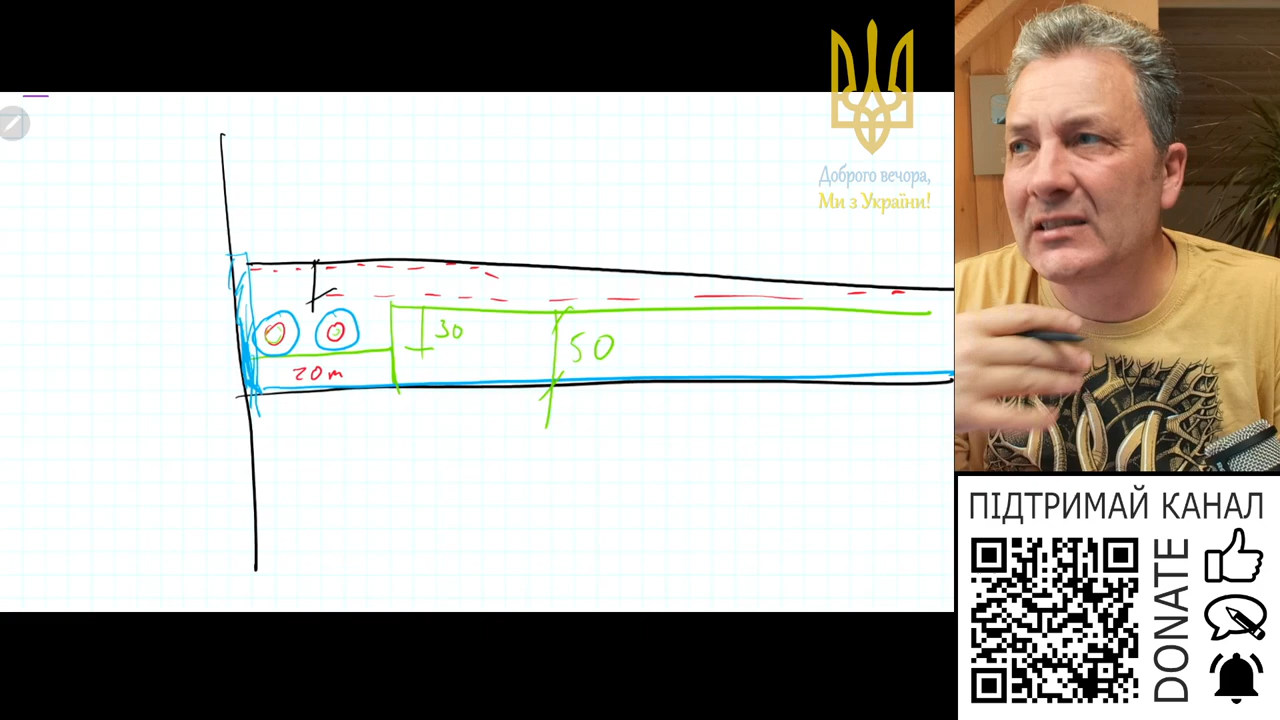 Доброго вечора,
Ми з України!
30
50
20m
ПІДТРИМАЙ КАНАЛ
DONATE